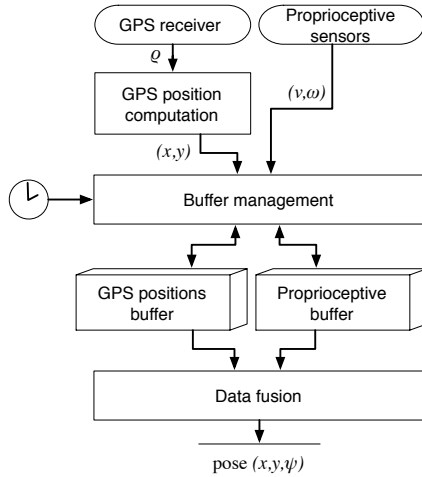 GPS receiver
Proprioceptive
sensors
ϱ
GPS position
computation
(v,ω)
(x,y)
Buffer management
GPS positions
buffer
Proprioceptive
buffer
Data fusion
pose (x,y,ψ)